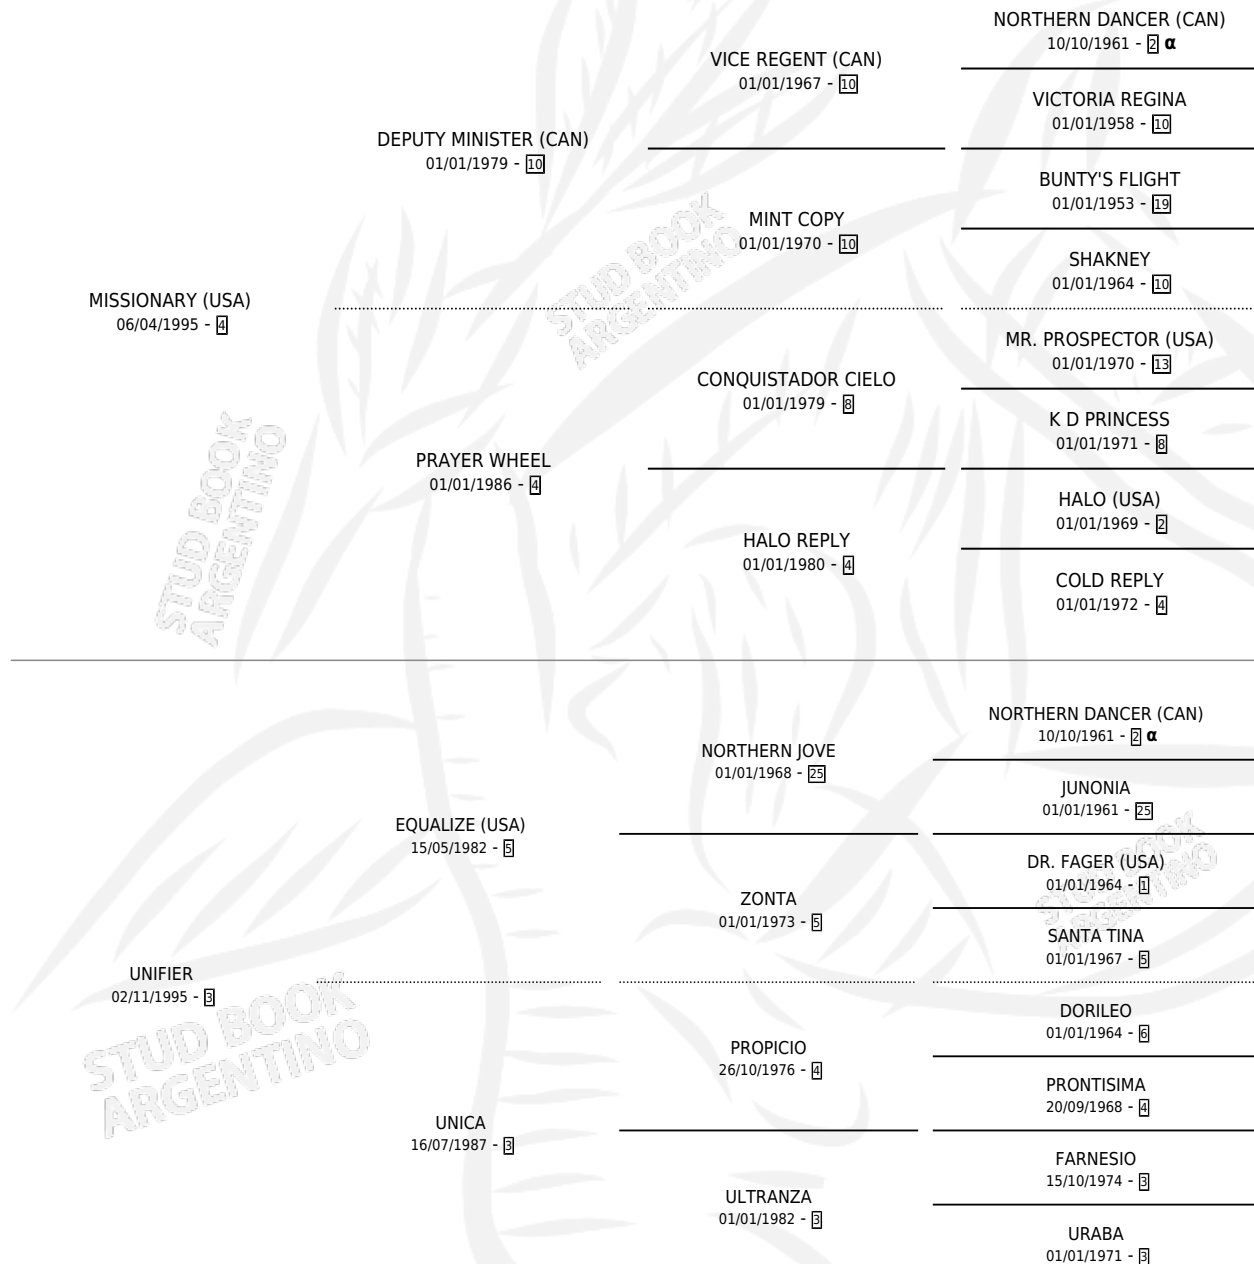 NORTHERN DANCER (CAN)
10/10/1961 - 2 α
VICE REGENT (CAN)
01/01/1967 - 10
VICTORIA REGINA
01/01/1958 - 10
DEPUTY MINISTER (CAN)
01/01/1979 - 10
BUNTY'S FLIGHT
01/01/1953 - 19
MINT COPY
01/01/1970 - 10
SHAKNEY
01/01/1964 - 10
MISSIONARY (USA)
06/04/1995 - 4
MR. PROSPECTOR (USA)
01/01/1970 - 13
CONQUISTADOR CIELO
01/01/1979 - 8
K D PRINCESS
01/01/1971 - 8
PRAYER WHEEL
01/01/1986 - 4
HALO (USA)
01/01/1969 - 2
HALO REPLY
01/01/1980 - 4
COLD REPLY
01/01/1972 - 4
NORTHERN DANCER (CAN)
10/10/1961 - 2 α
NORTHERN JOVE
01/01/1968 - 25
JUNONIA
01/01/1961 - 25
EQUALIZE (USA)
15/05/1982 - 5
DR. FAGER (USA)
01/01/1964 - 1
ZONTA
01/01/1973 - 5
SANTA TINA
01/01/1967 - 5
UNIFIER
02/11/1995 - 3
DORILEO
01/01/1964 - 6
PROPICIO
26/10/1976 - 4
PRONTISIMA
20/09/1968 - 4
UNICA
16/07/1987 - 3
FARNESIO
15/10/1974 - 3
ULTRANZA
01/01/1982 - 3
URABA
01/01/1971 - 3
STUD BOOK
ARGENTINO
STUD BOOK
ARGENTINO
STUD BOOK
ARGENTINO
STUD BOOK
ARGENTINO